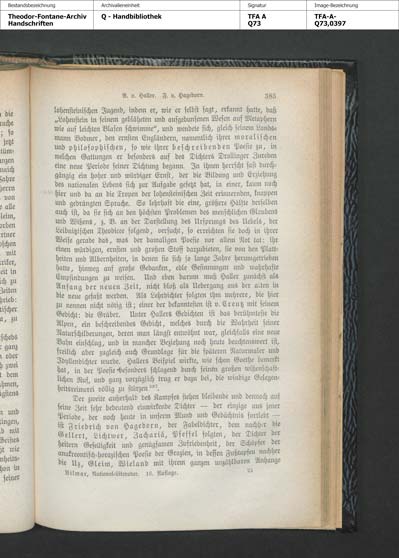 Bestandsbezeichnung
Archivalieneinheit
Signatur
Image-Bezeichnung
Theodor-Fontane-Archiv
Handschriften
Q - Handbibliothek
TFA A
Q73
TFA-A-
Q73,0397
A. v. Haller. F. v. Hagedorn. 385
lohensteinischen Jugend, indem er, wie er selbst sagt, erkannt hatte, daß
„Lohenstein in seinem geblähten und aufgedunsenen Wesen auf Metaphern
wie auf leichten Blasen schwimme“, und wendete sich, gleich seinem Lands-
mann Bodmer, den ernsten Engländern, namentlich ihrer moralischen
und philosophischen, so wie ihrer beschreibenden Poesie zu, in
welchen Gattungen er besonders auf des Dichters Drollinger Zureden
eine neue Periode seiner Dichtung begann. In ihnen herrscht fast durch-
gängig ein hoher und würdiger Ernst, der die Bildung und Erziehung
des nationalen Lebens sich zur Aufgabe gesetzt hat, in einer, kaum noch
hier und da an die Tropen der lohensteinischen Zeit erinnernden, knappen
und gedrängten Sprache. So lehrhaft die eine, größere Hälfte derselben
auch ist, da sie sich an den höchsten Problemen des menschlichen Glaubens
und Wissens, z. B. an der Darstellung des Ursprungs des Uebels, der
Leibnizischen Theodicee folgend, versucht, so erreichten sie doch in ihrer
Weise gerade das, was der damaligen Poesie vor allem Not tat: ihr
einen würdigen, ernsten und großen Stoff darzubieten, sie von den Platt-
heiten und Albernheiten, in denen sie sich so lange Jahre herumgetrieben
hatte, hinweg auf große Gedanken, edle Gesinnungen und wahrhafte
Empfindungen zu weisen. Und eben darum muß Haller zunächst als
Anfang der neuen Zeit, nicht bloß als Uebergang aus der alten in
die neue gesetzt werden. Als Lehrdichter folgten ihm mehrere, die hier
zu nennen nicht nötig ist; einer der bekanntesten ist v. Creuz mit seinem
Gedicht: die Gräber. Unter Hallers Gedichten ist das berühmteste die
Alpen, ein beschreibendes Gedicht, welches durch die Wahrheit seiner
Naturschilderungen, deren man längst entwöhnt war, gleichfalls eine neue
Bahn einschlug, und in mancher Beziehung noch heute beachtenswert ist,
freilich aber zugleich auch Grundlage für die späteren Naturmaler und
Idyllendichter wurde. Hallers Beispiel wirkte, wie schon Goethe bemerkt
hat, in der Poesie besonders schlagend durch seinen großen wissenschaft-
lichen Ruf, und ganz vorzüglich trug er dazu bei, die windige Gelegen-
heitsreimerei völlig zu stürzen
Der zweite außerhalb des Kampfes stehen bleibende und dennoch auf
seine Zeit sehr bedeutend einwirkende Dichter — der einzige aus jener
Periode, der noch heute in unserm Mund und Gedächtnis fortlebt —
ist Friedrich von Hagedorn, der Fabeldichter, dem nachher die
Gellert, Lichtwer, Zachariä, Pfeffel folgten, der Dichter der
heitern Geselligkeit und genügsamen Zufriedenheit, der Schöpfer der
anakreontisch-horazischen Poesie der Grazien, in dessen Fußtapfen nachher
die Uz, Gleim, Wieland mit ihrem ganzen unzählbaren Anhange
Vilmar, National-Litteratur. 16. Auflage. 25